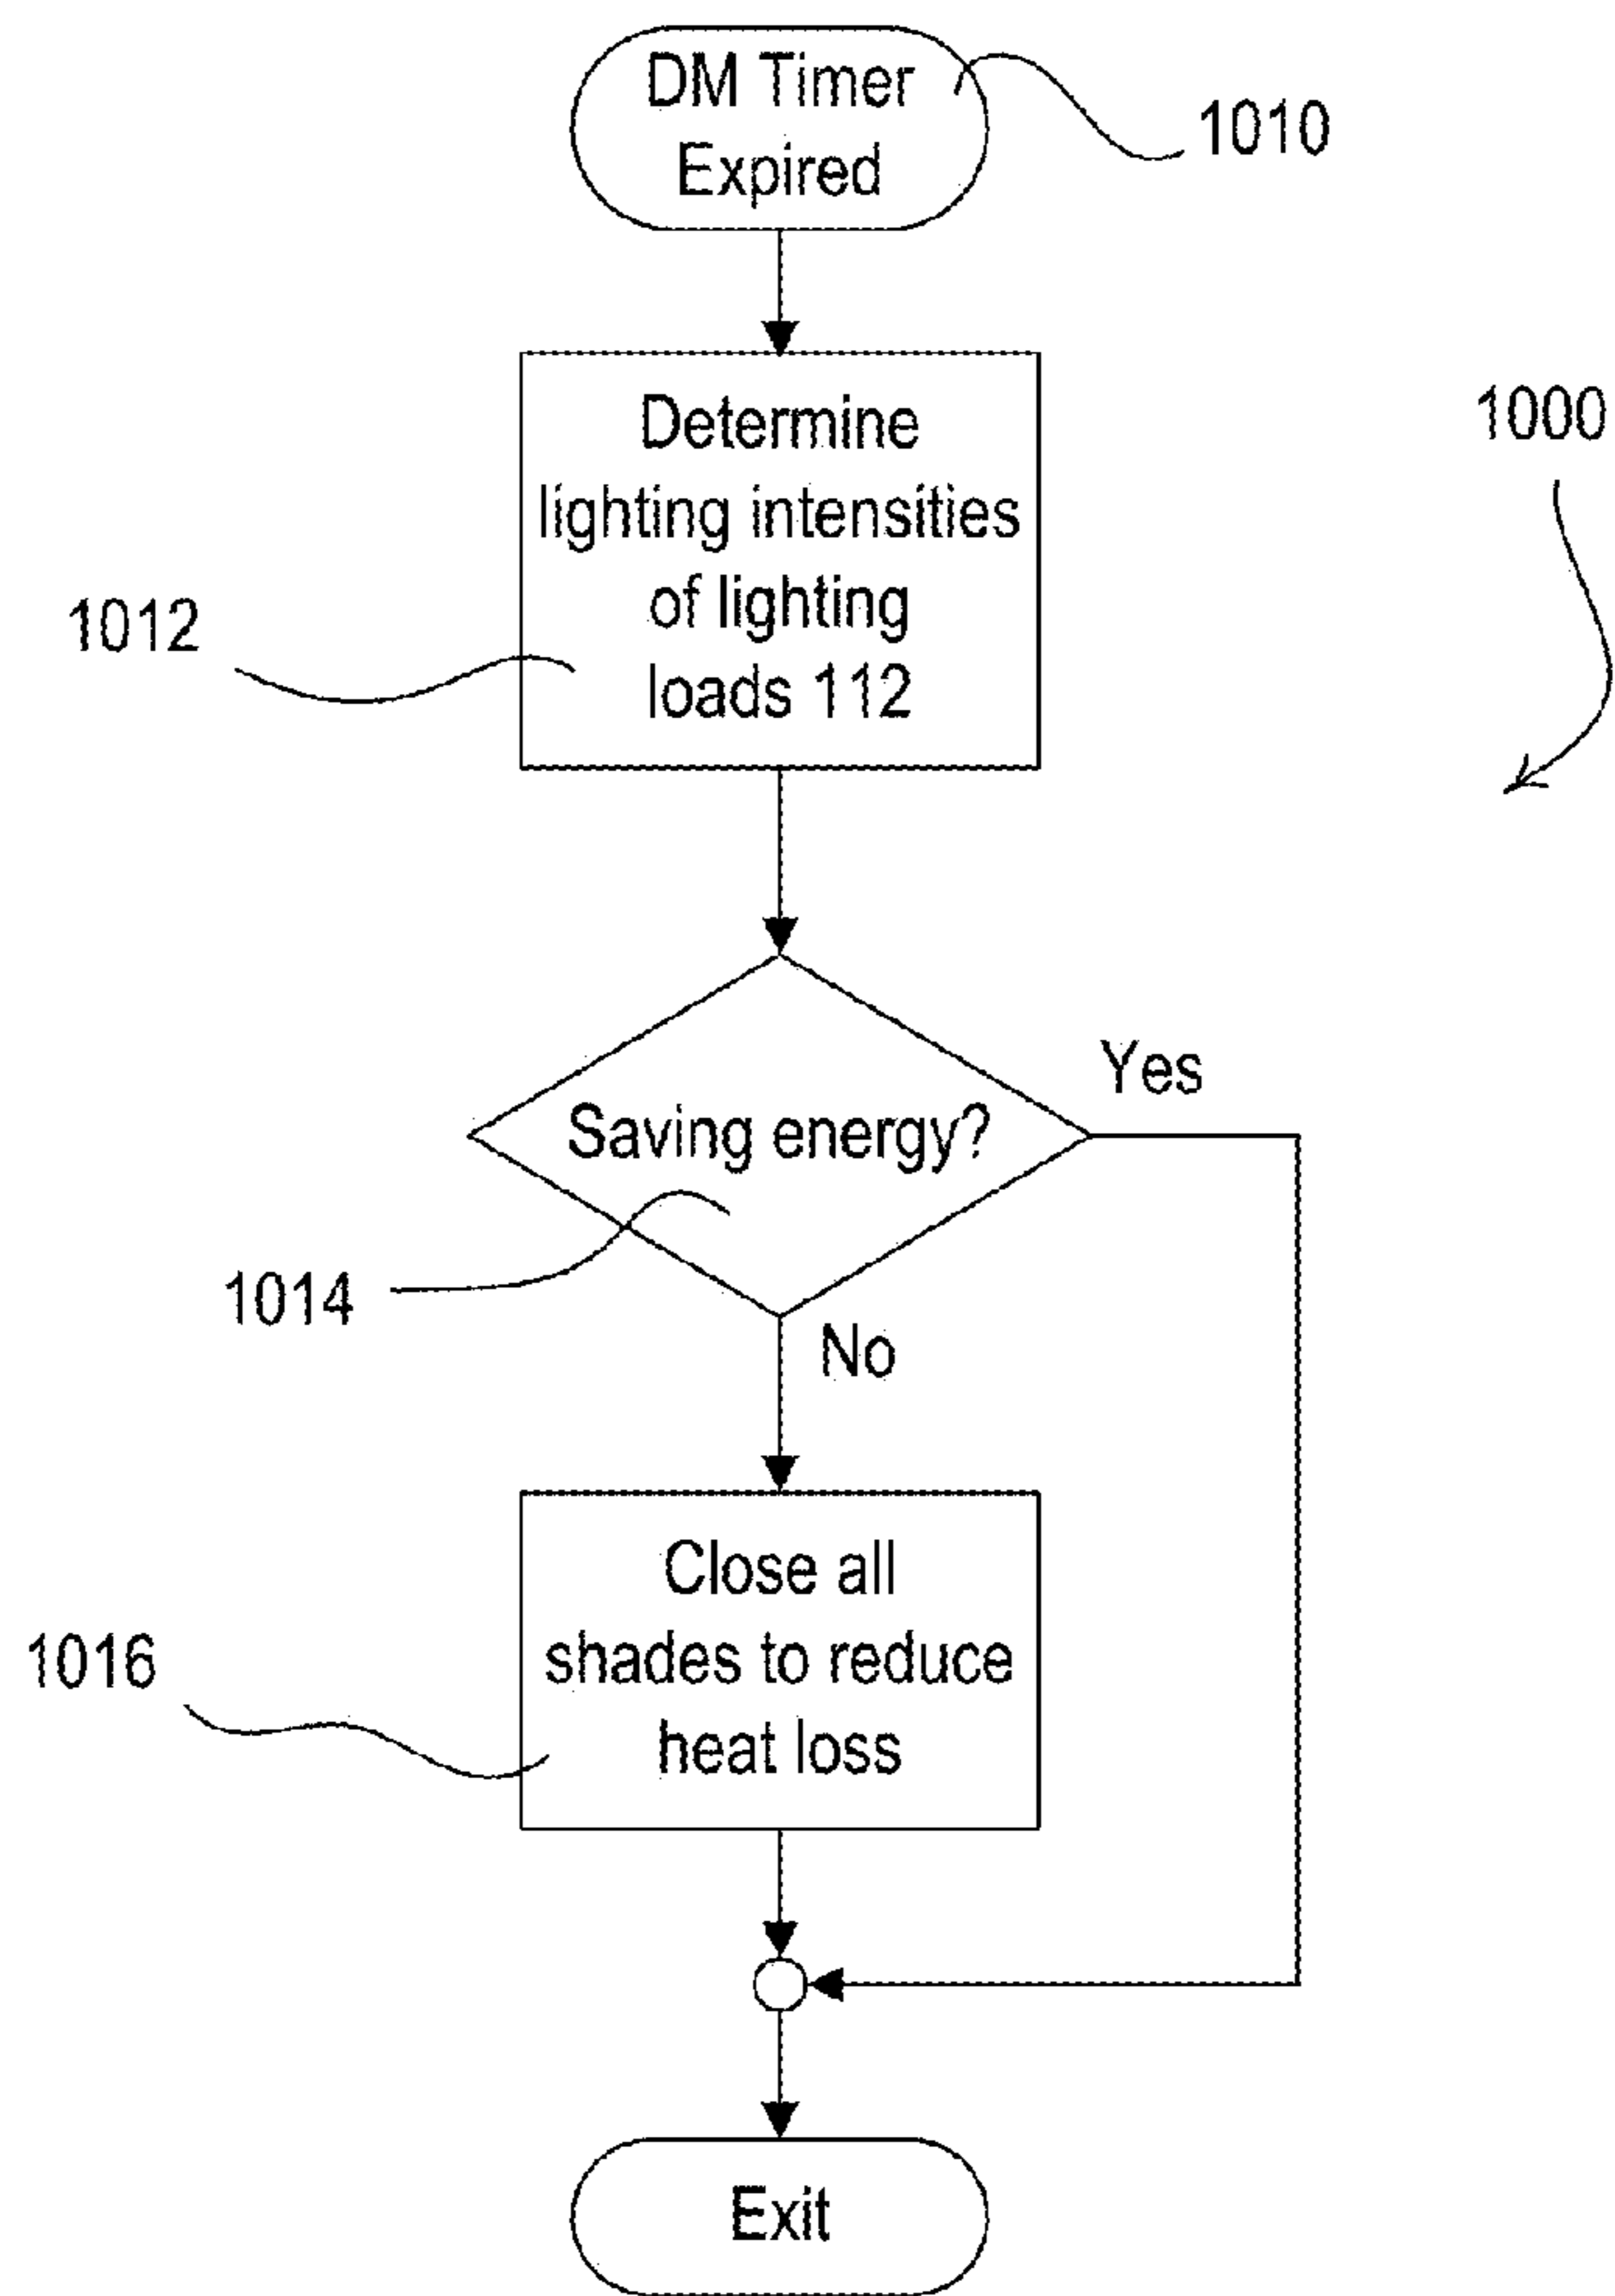 DM Timer
Expired
1010
1000
Determine
lighting intensities
of lighting
loads 112
1012
Yes
Saving energy?
1014
No
Close all
shades to reduce
heat loss
1016
Exit